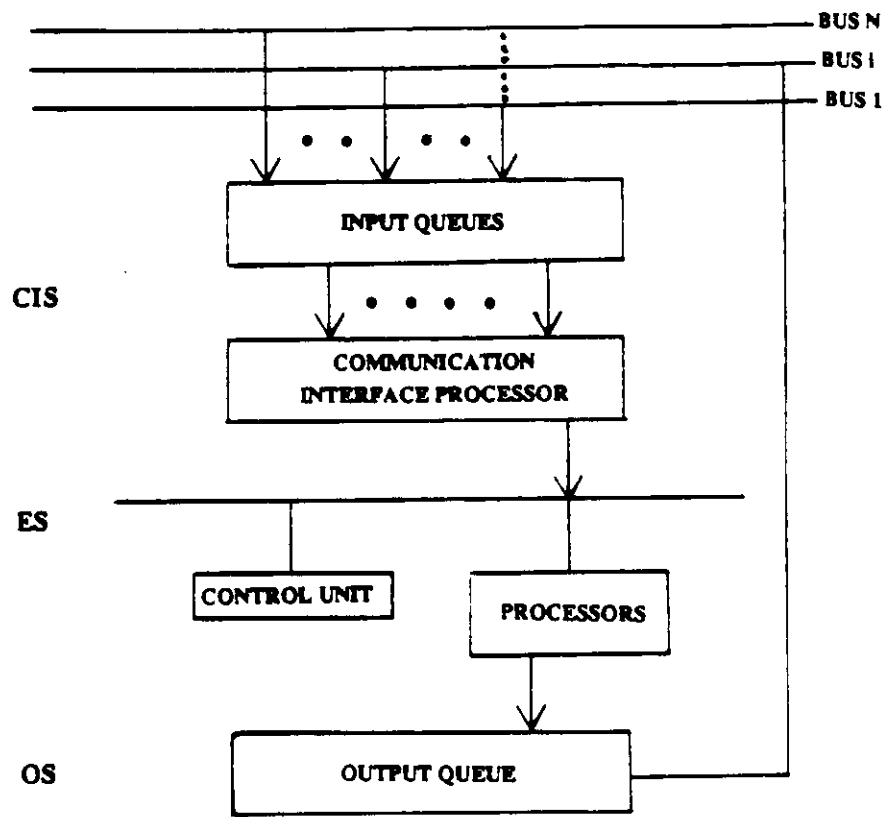 BUS N
BUS i
BUS 1
INPUT QUEUES
CIS
COMMUNICATION
INTERFACE PROCESSOR
ES
CONTROL UNIT
PROCESSORS
OS
OUTPUT QUEUE